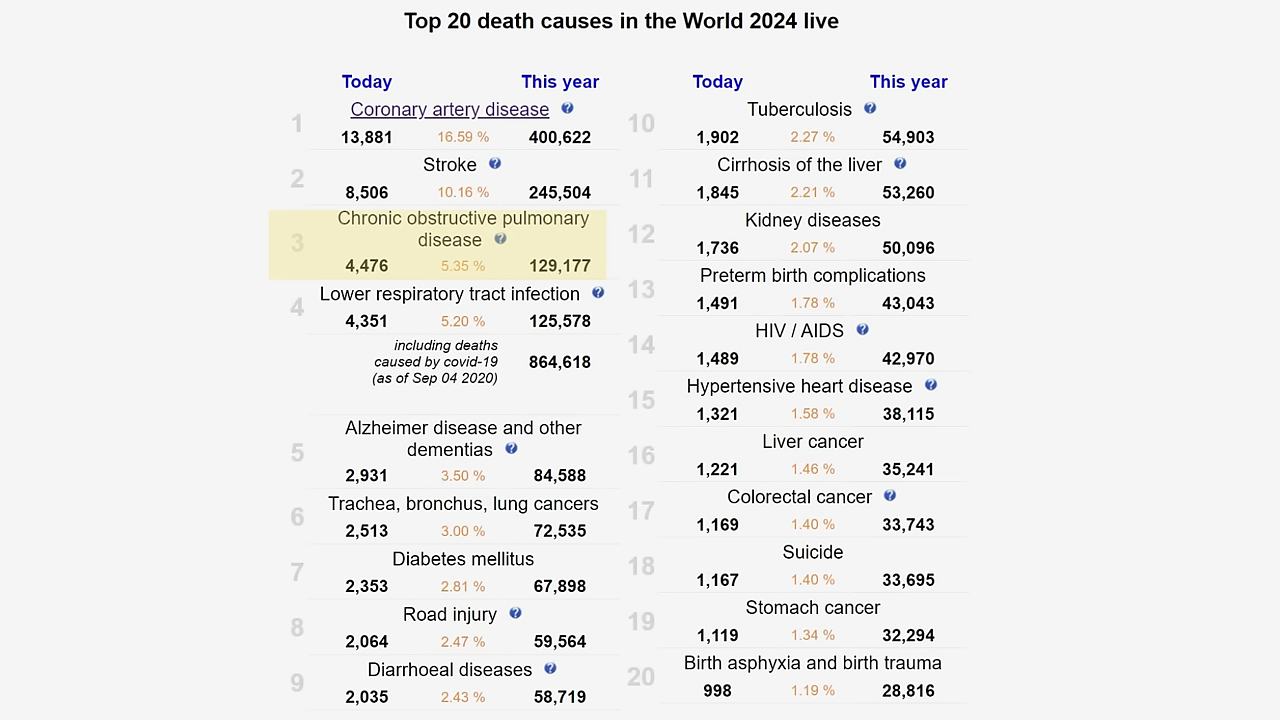 Top 20 death causes in the World 2024 live
Today This year
1 Coronary artery disease ?
13,881 16.59 % 400,622
2 Stroke ?
8,506 10.16 % 245,504
3 Chronic obstructive pulmonary
disease ?
4,476 5.35 % 129,177
4 Lower respiratory tract infection ?
4,351 5.20 % 125,578
including deaths
caused by covid-19 864,618
(as of Sep 04 2020)
5 Alzheimer disease and other
dementias ?
2,931 3.50 % 84,588
6 Trachea, bronchus, lung cancers
2,513 3.00 % 72,535
7 Diabetes mellitus
2,353 2.81 % 67,898
8 Road injury ?
2,064 2.47 % 59,564
9 Diarrhoeal diseases ?
2,035 2.43 % 58,719
Today This year
10 Tuberculosis ?
1,902 2.27 % 54,903
11 Cirrhosis of the liver ?
1,845 2.21 % 53,260
12 Kidney diseases
1,736 2.07 % 50,096
13 Preterm birth complications
1,491 1.78 % 43,043
14 HIV / AIDS ?
1,489 1.78 % 42,970
15 Hypertensive heart disease ?
1,321 1.58 % 38,115
16 Liver cancer
1,221 1.46 % 35,241
17 Colorectal cancer ?
1,169 1.40 % 33,743
18 Suicide
1,167 1.40 % 33,695
19 Stomach cancer
1,119 1.34 % 32,294
20 Birth asphyxia and birth trauma
998 1.19 % 28,816